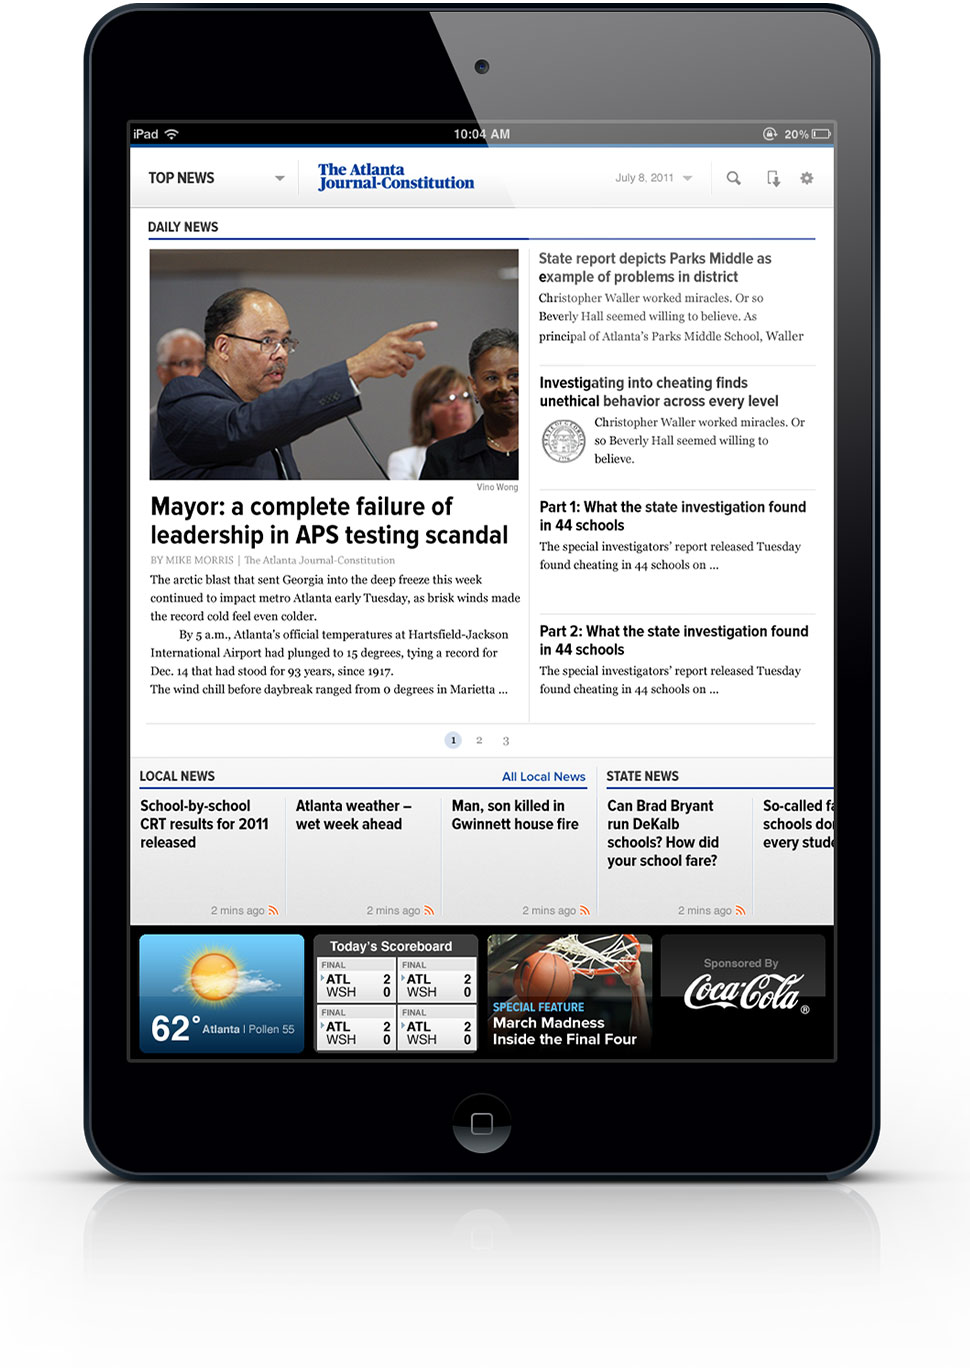 iPad
10:04 AM
20%
TOP NEWS
The Atlanta
Journal-Constitution
July 8, 2011
DAILY NEWS
Vino Wong
Mayor: a complete failure of
leadership in APS testing scandal
BY MIKE MORRIS | The Atlanta Journal-Constitution
The arctic blast that sent Georgia into the deep freeze this week
continued to impact metro Atlanta early Tuesday, as brisk winds made
the record cold feel even colder.
By 5 a.m., Atlanta's official temperatures at Hartsfield-Jackson
International Airport had plunged to 15 degrees, tying a record for
Dec. 14 that had stood for 93 years, since 1917.
The wind chill before daybreak ranged from 0 degrees in Marietta ...
State report depicts Parks Middle as
example of problems in district
Christopher Waller worked miracles. Or so
Beverly Hall seemed willing to believe. As
principal of Atlanta's Parks Middle School, Waller
Investigating into cheating finds
unethical behavior across every level
Christopher Waller worked miracles. Or
so Beverly Hall seemed willing to
believe.
Part 1: What the state investigation found
in 44 schools
The special investigators' report released Tuesday
found cheating in 44 schools on ...
Part 2: What the state investigation found
in 44 schools
The special investigators' report released Tuesday
found cheating in 44 schools on ...
1 2 3
LOCAL NEWS
All Local News
School-by-school
CRT results for 2011
released
2 mins ago
Atlanta weather –
wet week ahead
2 mins ago
Man, son killed in
Gwinnett house fire
2 mins ago
STATE NEWS
Can Brad Bryant
run DeKalb
schools? How did
your school fare?
2 mins ago
So-called fa
schools don
every stude
62° Atlanta | Pollen 55
Today's Scoreboard
FINAL
ATL 2
WSH 0
FINAL
ATL 2
WSH 0
FINAL
ATL 2
WSH 0
FINAL
ATL 2
WSH 0
SPECIAL FEATURE
March Madness
Inside the Final Four
Sponsored By
Coca-Cola®